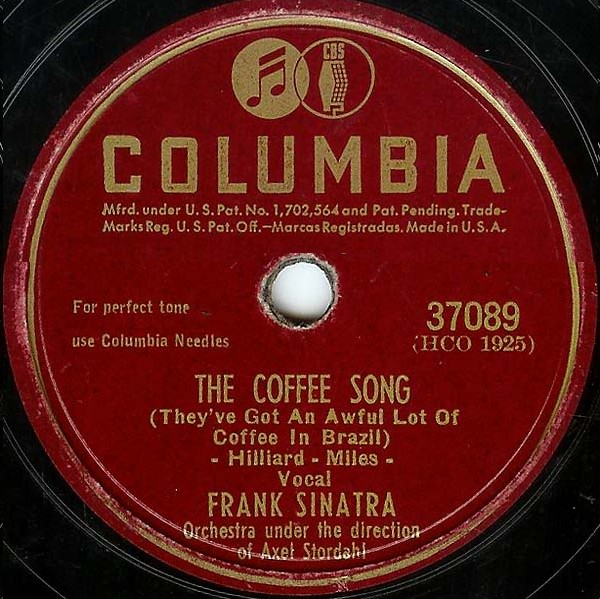 CBS
COLUMBIA
Mfrd. under U.S. Pat. No. 1,702,564 and Pat. Pending. Trade-
Marks Reg. U.S. Pat. Off.—Marcas Registradas. Made in U.S.A.
For perfect tone
use Columbia Needles
37089
(HCO 1925)
THE COFFEE SONG
(They've Got An Awful Lot Of
Coffee In Brazil)
- Hilliard - Miles -
Vocal
FRANK SINATRA
Orchestra under the direction
of Axel Stordahl